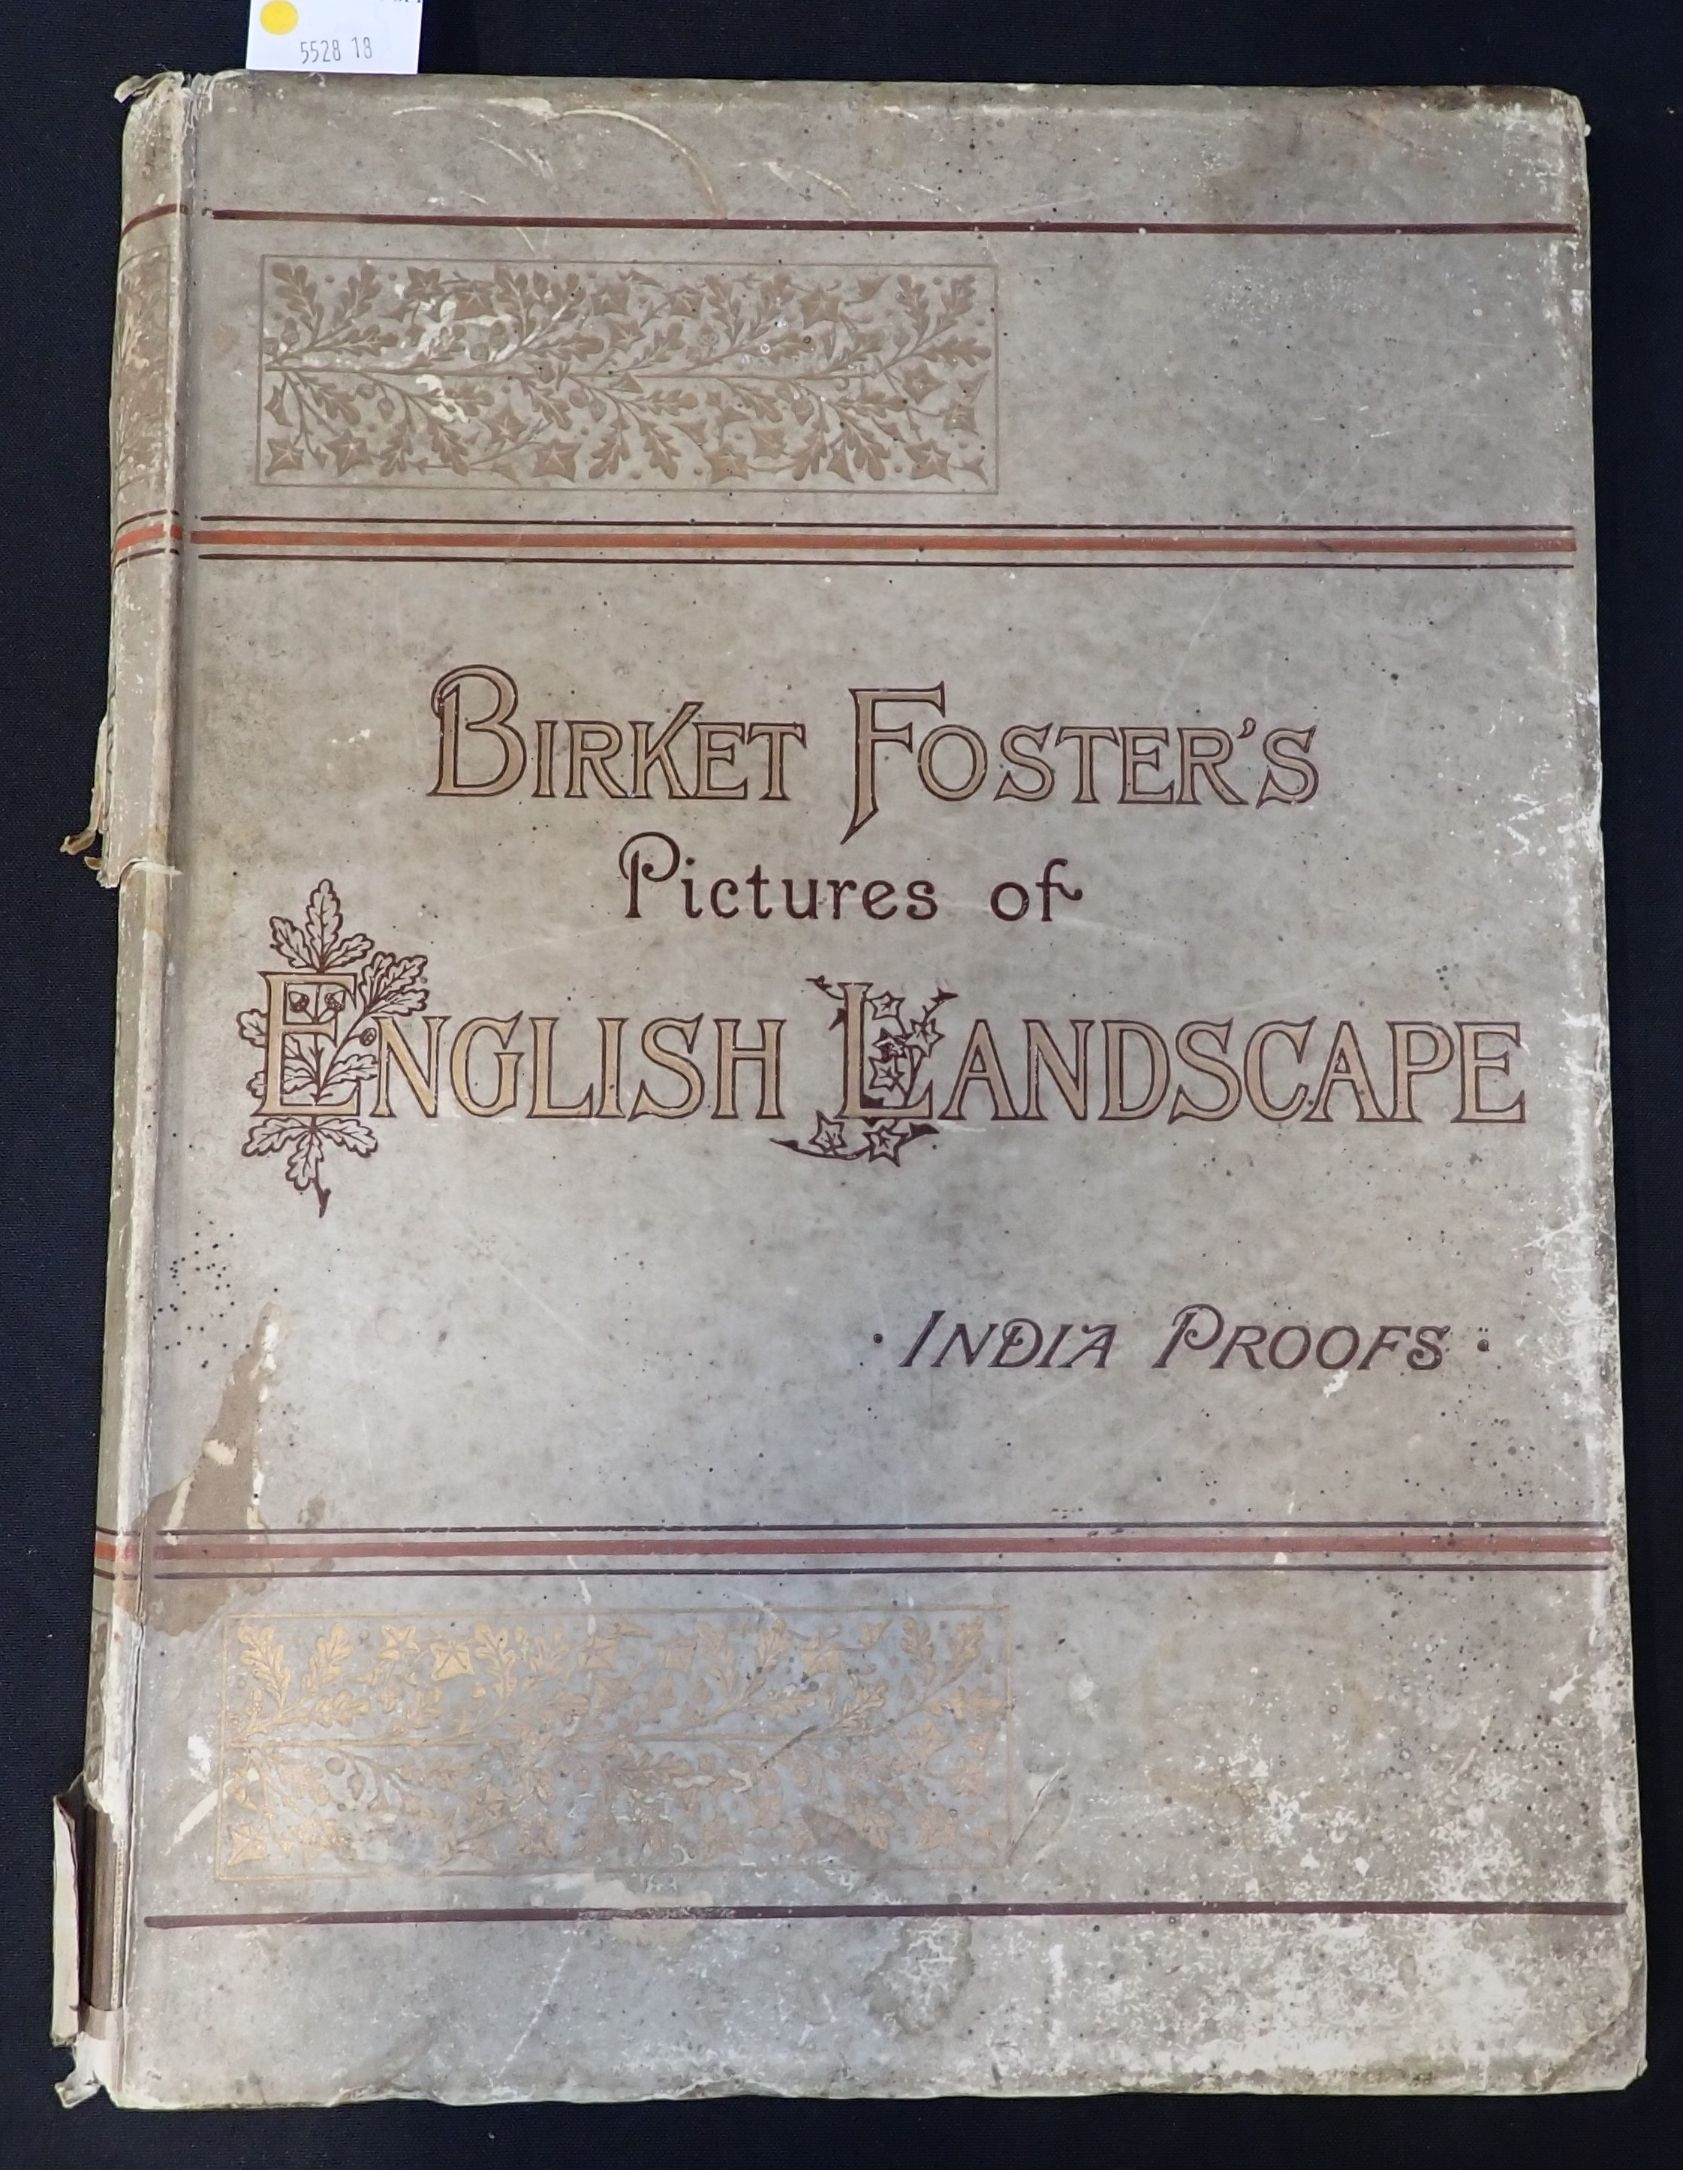 5528 18
BIRKET FOSTER'S
Pictures of
ENGLISH LANDSCAPE
· INDIA PROOFS ·